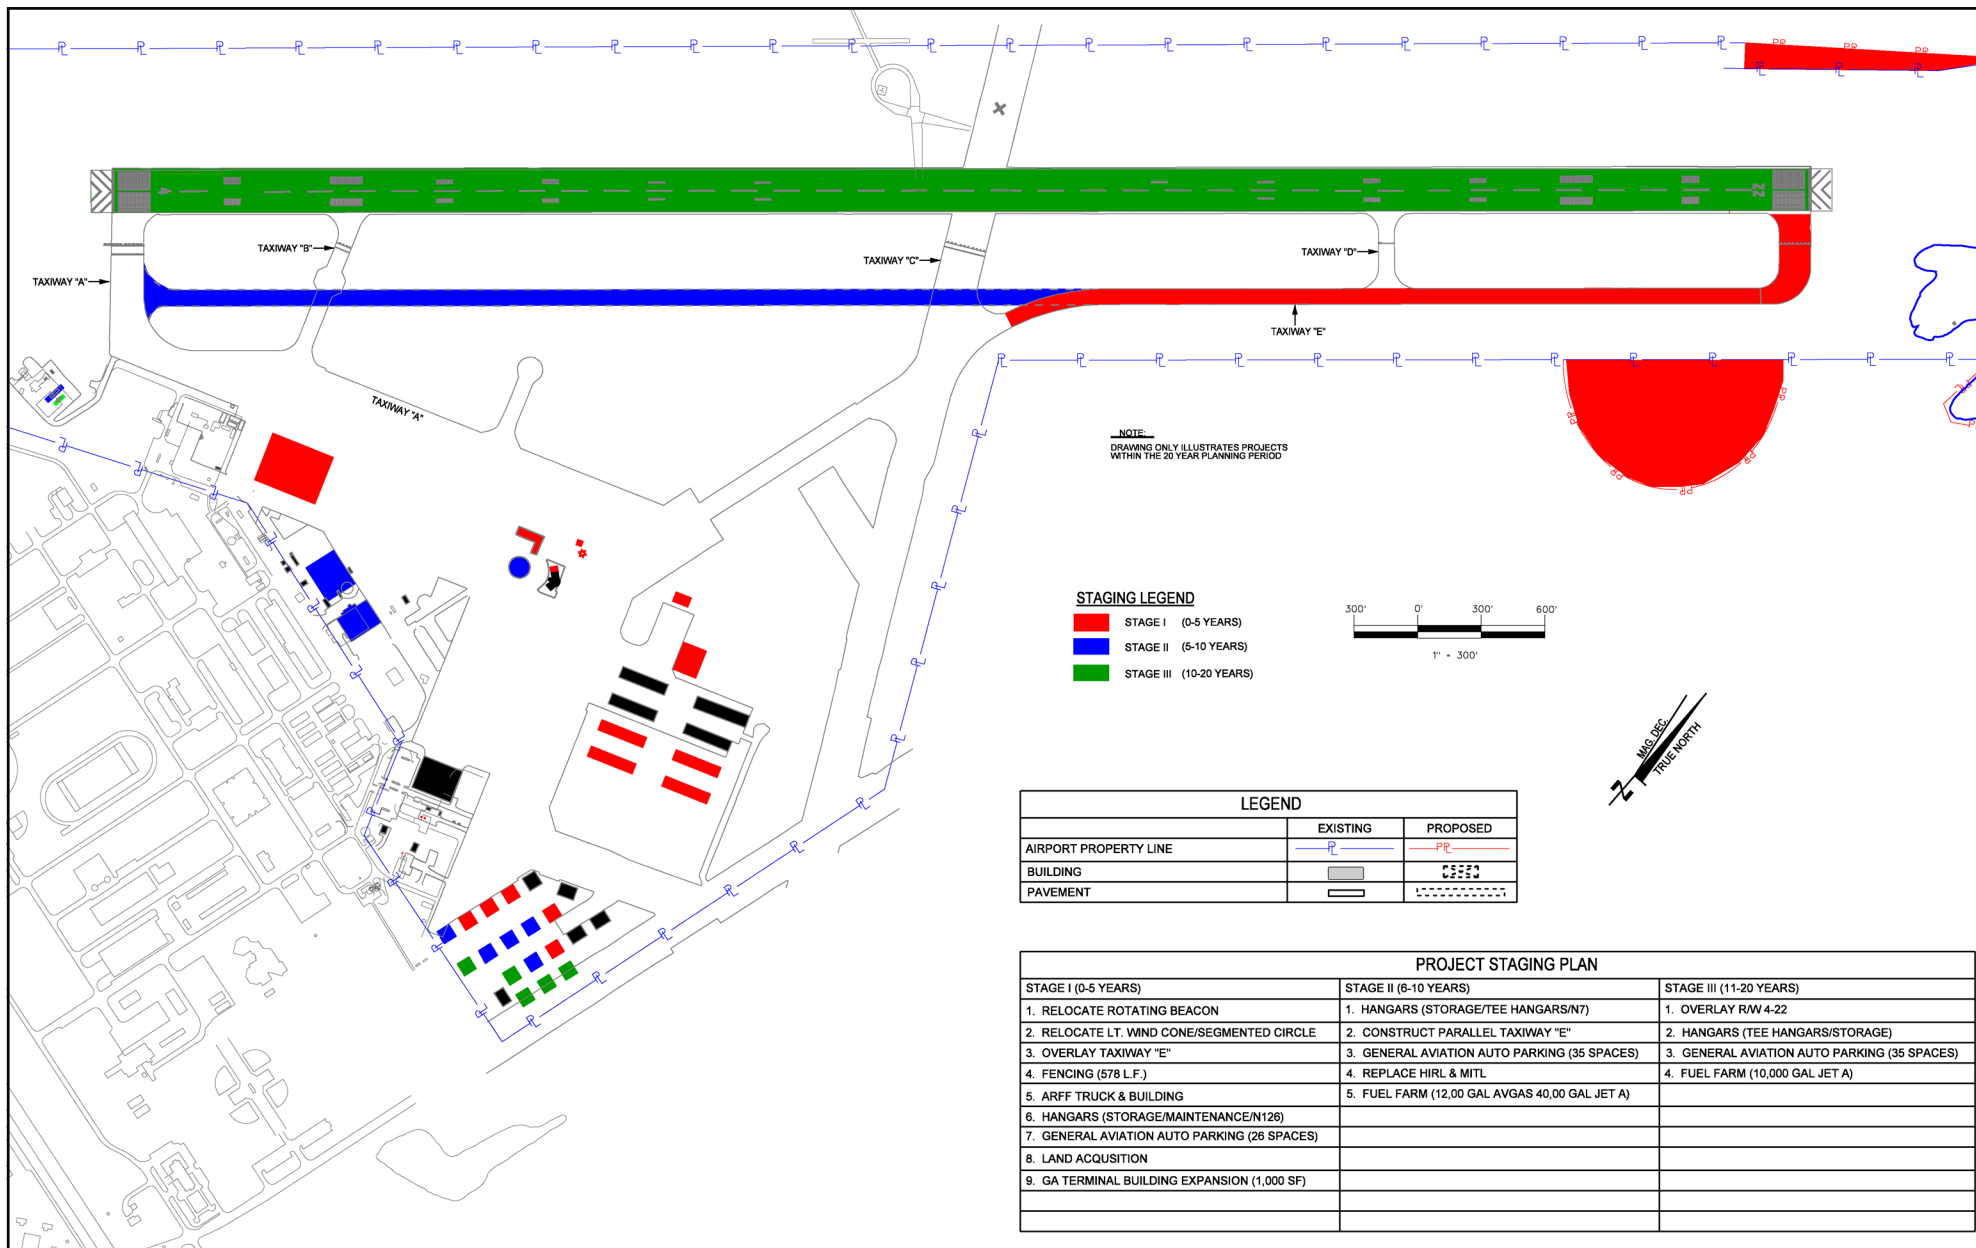 4
22
TAXIWAY "B"
TAXIWAY "C"
TAXIWAY "D"
TAXIWAY "A"
TAXIWAY "E"
TAXIWAY "A"
NOTE:
DRAWING ONLY ILLUSTRATES PROJECTS
WITHIN THE 20 YEAR PLANNING PERIOD
STAGING LEGEND
STAGE I (0-5 YEARS)
STAGE II (5-10 YEARS)
STAGE III (10-20 YEARS)
300' 0' 300' 600'
1" = 300'
MAG. DEC.
TRUE NORTH
LEGEND
EXISTING PROPOSED
AIRPORT PROPERTY LINE PL PPL
BUILDING
PAVEMENT
PROJECT STAGING PLAN
STAGE I (0-5 YEARS) STAGE II (6-10 YEARS) STAGE III (11-20 YEARS)
1. RELOCATE ROTATING BEACON 1. HANGARS (STORAGE/TEE HANGARS/N7) 1. OVERLAY R/W 4-22
2. RELOCATE LT. WIND CONE/SEGMENTED CIRCLE 2. CONSTRUCT PARALLEL TAXIWAY "E" 2. HANGARS (TEE HANGARS/STORAGE)
3. OVERLAY TAXIWAY "E" 3. GENERAL AVIATION AUTO PARKING (35 SPACES) 3. GENERAL AVIATION AUTO PARKING (35 SPACES)
4. FENCING (578 L.F.) 4. REPLACE HIRL & MITL 4. FUEL FARM (10,000 GAL JET A)
5. ARFF TRUCK & BUILDING 5. FUEL FARM (12,00 GAL AVGAS 40,00 GAL JET A)
6. HANGARS (STORAGE/MAINTENANCE/N126)
7. GENERAL AVIATION AUTO PARKING (26 SPACES)
8. LAND ACQUSITION
9. GA TERMINAL BUILDING EXPANSION (1,000 SF)